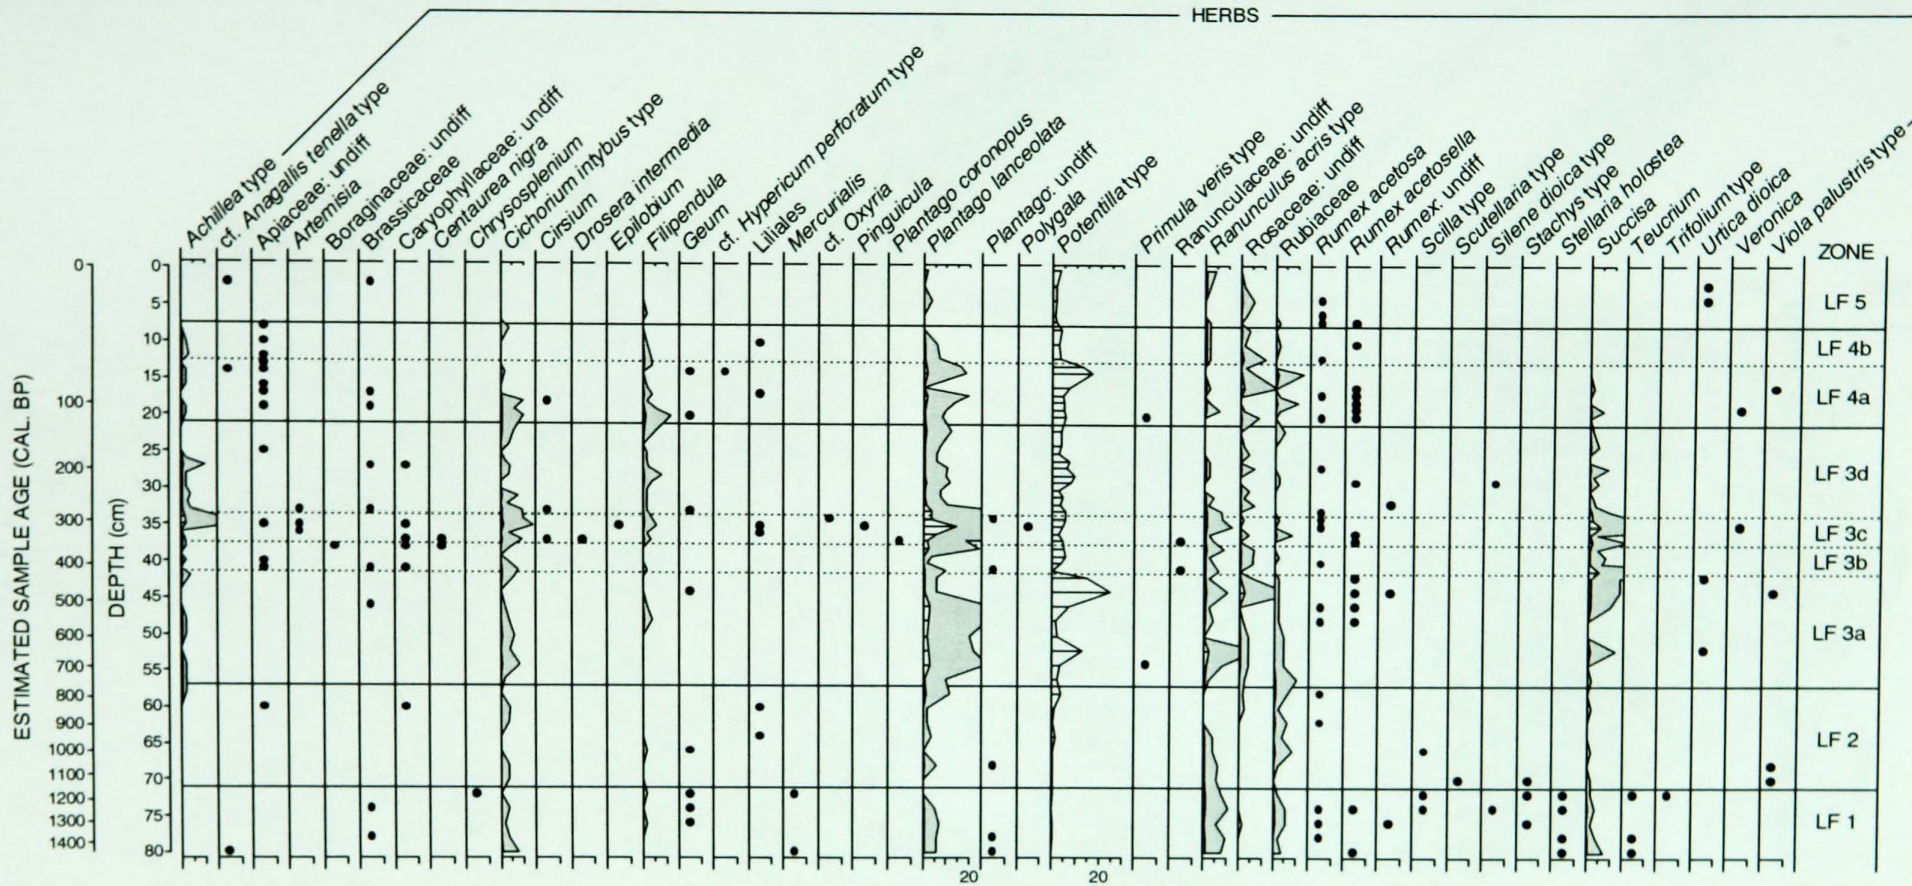 HERBS
Achillea type
cf. Anagallis tenella type
Apiaceae: undiff
Artemisia
Boraginaceae: undiff
Brassicaceae
Caryophyllaceae: undiff
Centaurea nigra
Chrysosplenium
Cichorium intybus type
Cirsium
Drosera intermedia
Epilobium
Filipendula
Geum
cf. Hypericum perforatum type
Liliales
Mercurialis
cf. Oxyria
Pinguicula
Plantago coronopus
Plantago lanceolata
Plantago: undiff
Polygala
Potentilla type
Primula veris type
Ranunculaceae: undiff
Ranunculus acris type
Rosaceae: undiff
Rubiaceae
Rumex acetosa
Rumex acetosella
Rumex: undiff
Scilla type
Scutellaria type
Silene dioica type
Stachys type
Stellaria holostea
Succisa
Teucrium
Trifolium type
Urtica dioica
Veronica
Viola palustris type
ZONE
ESTIMATED SAMPLE AGE (CAL. BP)
0
100
200
300
400
500
600
700
800
900
1000
1100
1200
1300
1400
DEPTH (cm)
0
5
10
15
20
25
30
35
40
45
50
55
60
65
70
75
80
LF 5
LF 4b
LF 4a
LF 3d
LF 3c
LF 3b
LF 3a
LF 2
LF 1
20 20